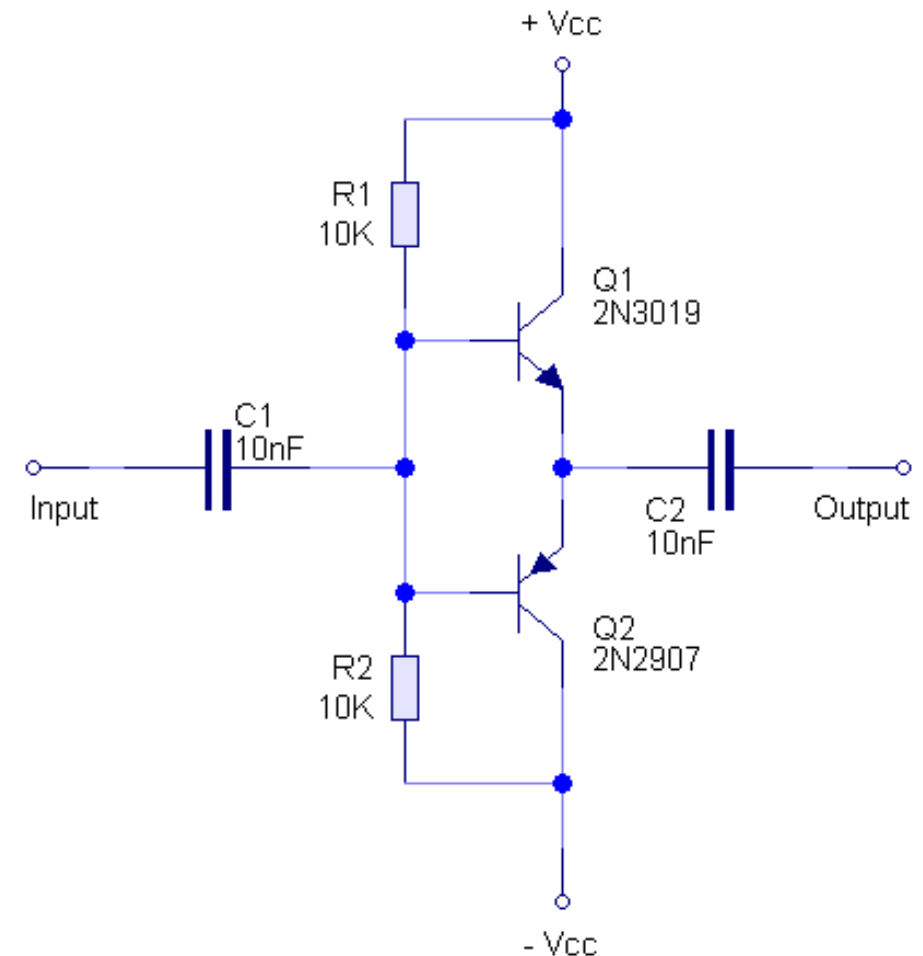 + Vcc
R1
10K
Q1
2N3019
C1
10nF
Input
C2
10nF
Output
Q2
2N2907
R2
10K
- Vcc